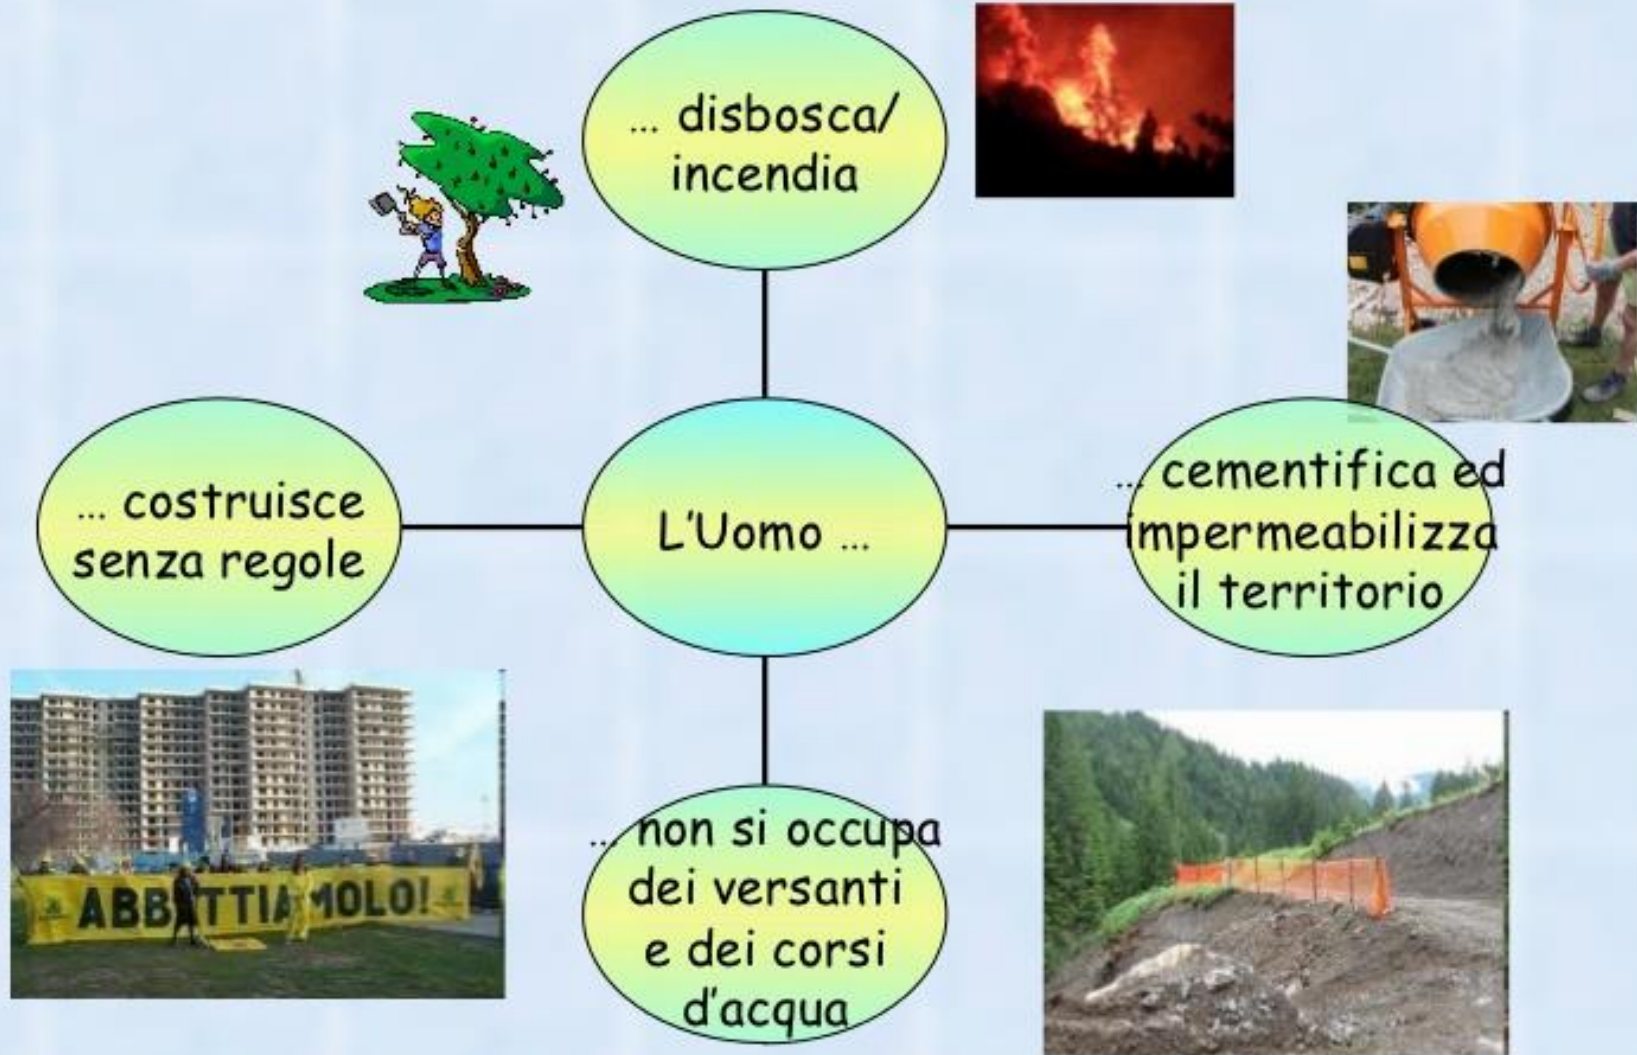 ... disbosca/
incendia
... costruisce
senza regole
L'Uomo ...
... cementifica ed
impermeabilizza
il territorio
... non si occupa
dei versanti
e dei corsi
d'acqua
ABBATTIAMOLO!